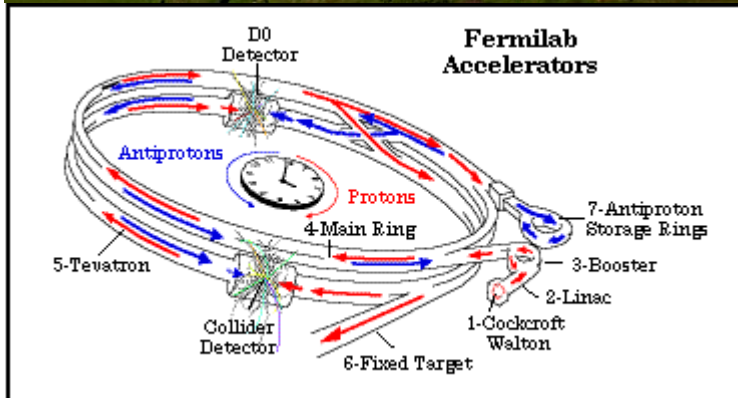 D0
Detector
Fermilab
Accelerators
Antiprotons
Protons
4-Main Ring
7-Antiproton
Storage Rings
5-Tevatron
3-Booster
2-Linac
Collider
Detector
1-Cockcroft
Walton
6-Fixed Target